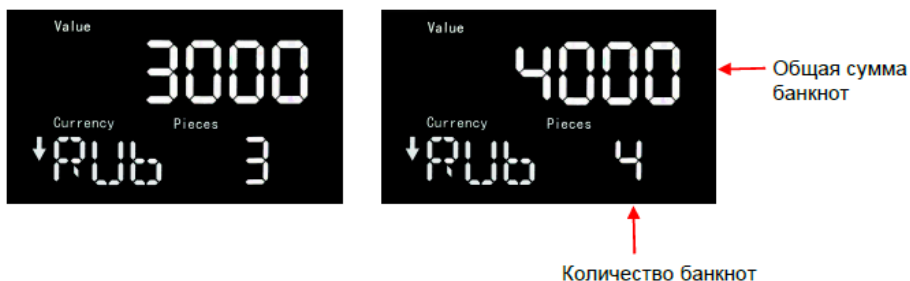 Value
3000
Currency Pieces
RUb 3
Value
4000
Currency Pieces
RUb 4
Общая сумма
банкнот
Количество банкнот